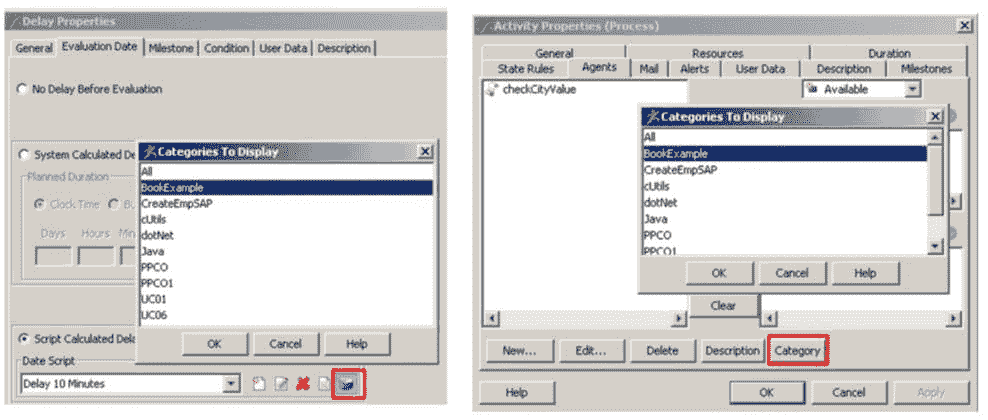 Delay Properties
General Evaluation Date Milestone Condition User Data Description
No Delay Before Evaluation
System Calculated De
Planned Duration
Clock Time Bu
Days Hours Min
Categories To Display
All
BookExample
CreateEmpSAP
cUtils
dotNet
Java
PPCO
PPCO1
UC01
UC06
OK Cancel Help
Script Calculated Dela
Date Script
Delay 10 Minutes
Activity Properties (Process)
General Resources Duration
State Rules Agents Mail Alerts User Data Description Milestones
checkCityValue
Available
Categories To Display
All
BookExample
CreateEmpSAP
cUtils
dotNet
Java
PPCO
PPCO1
OK Cancel Help
Clear
New... Edit... Delete Description Category
Help OK Cancel Apply